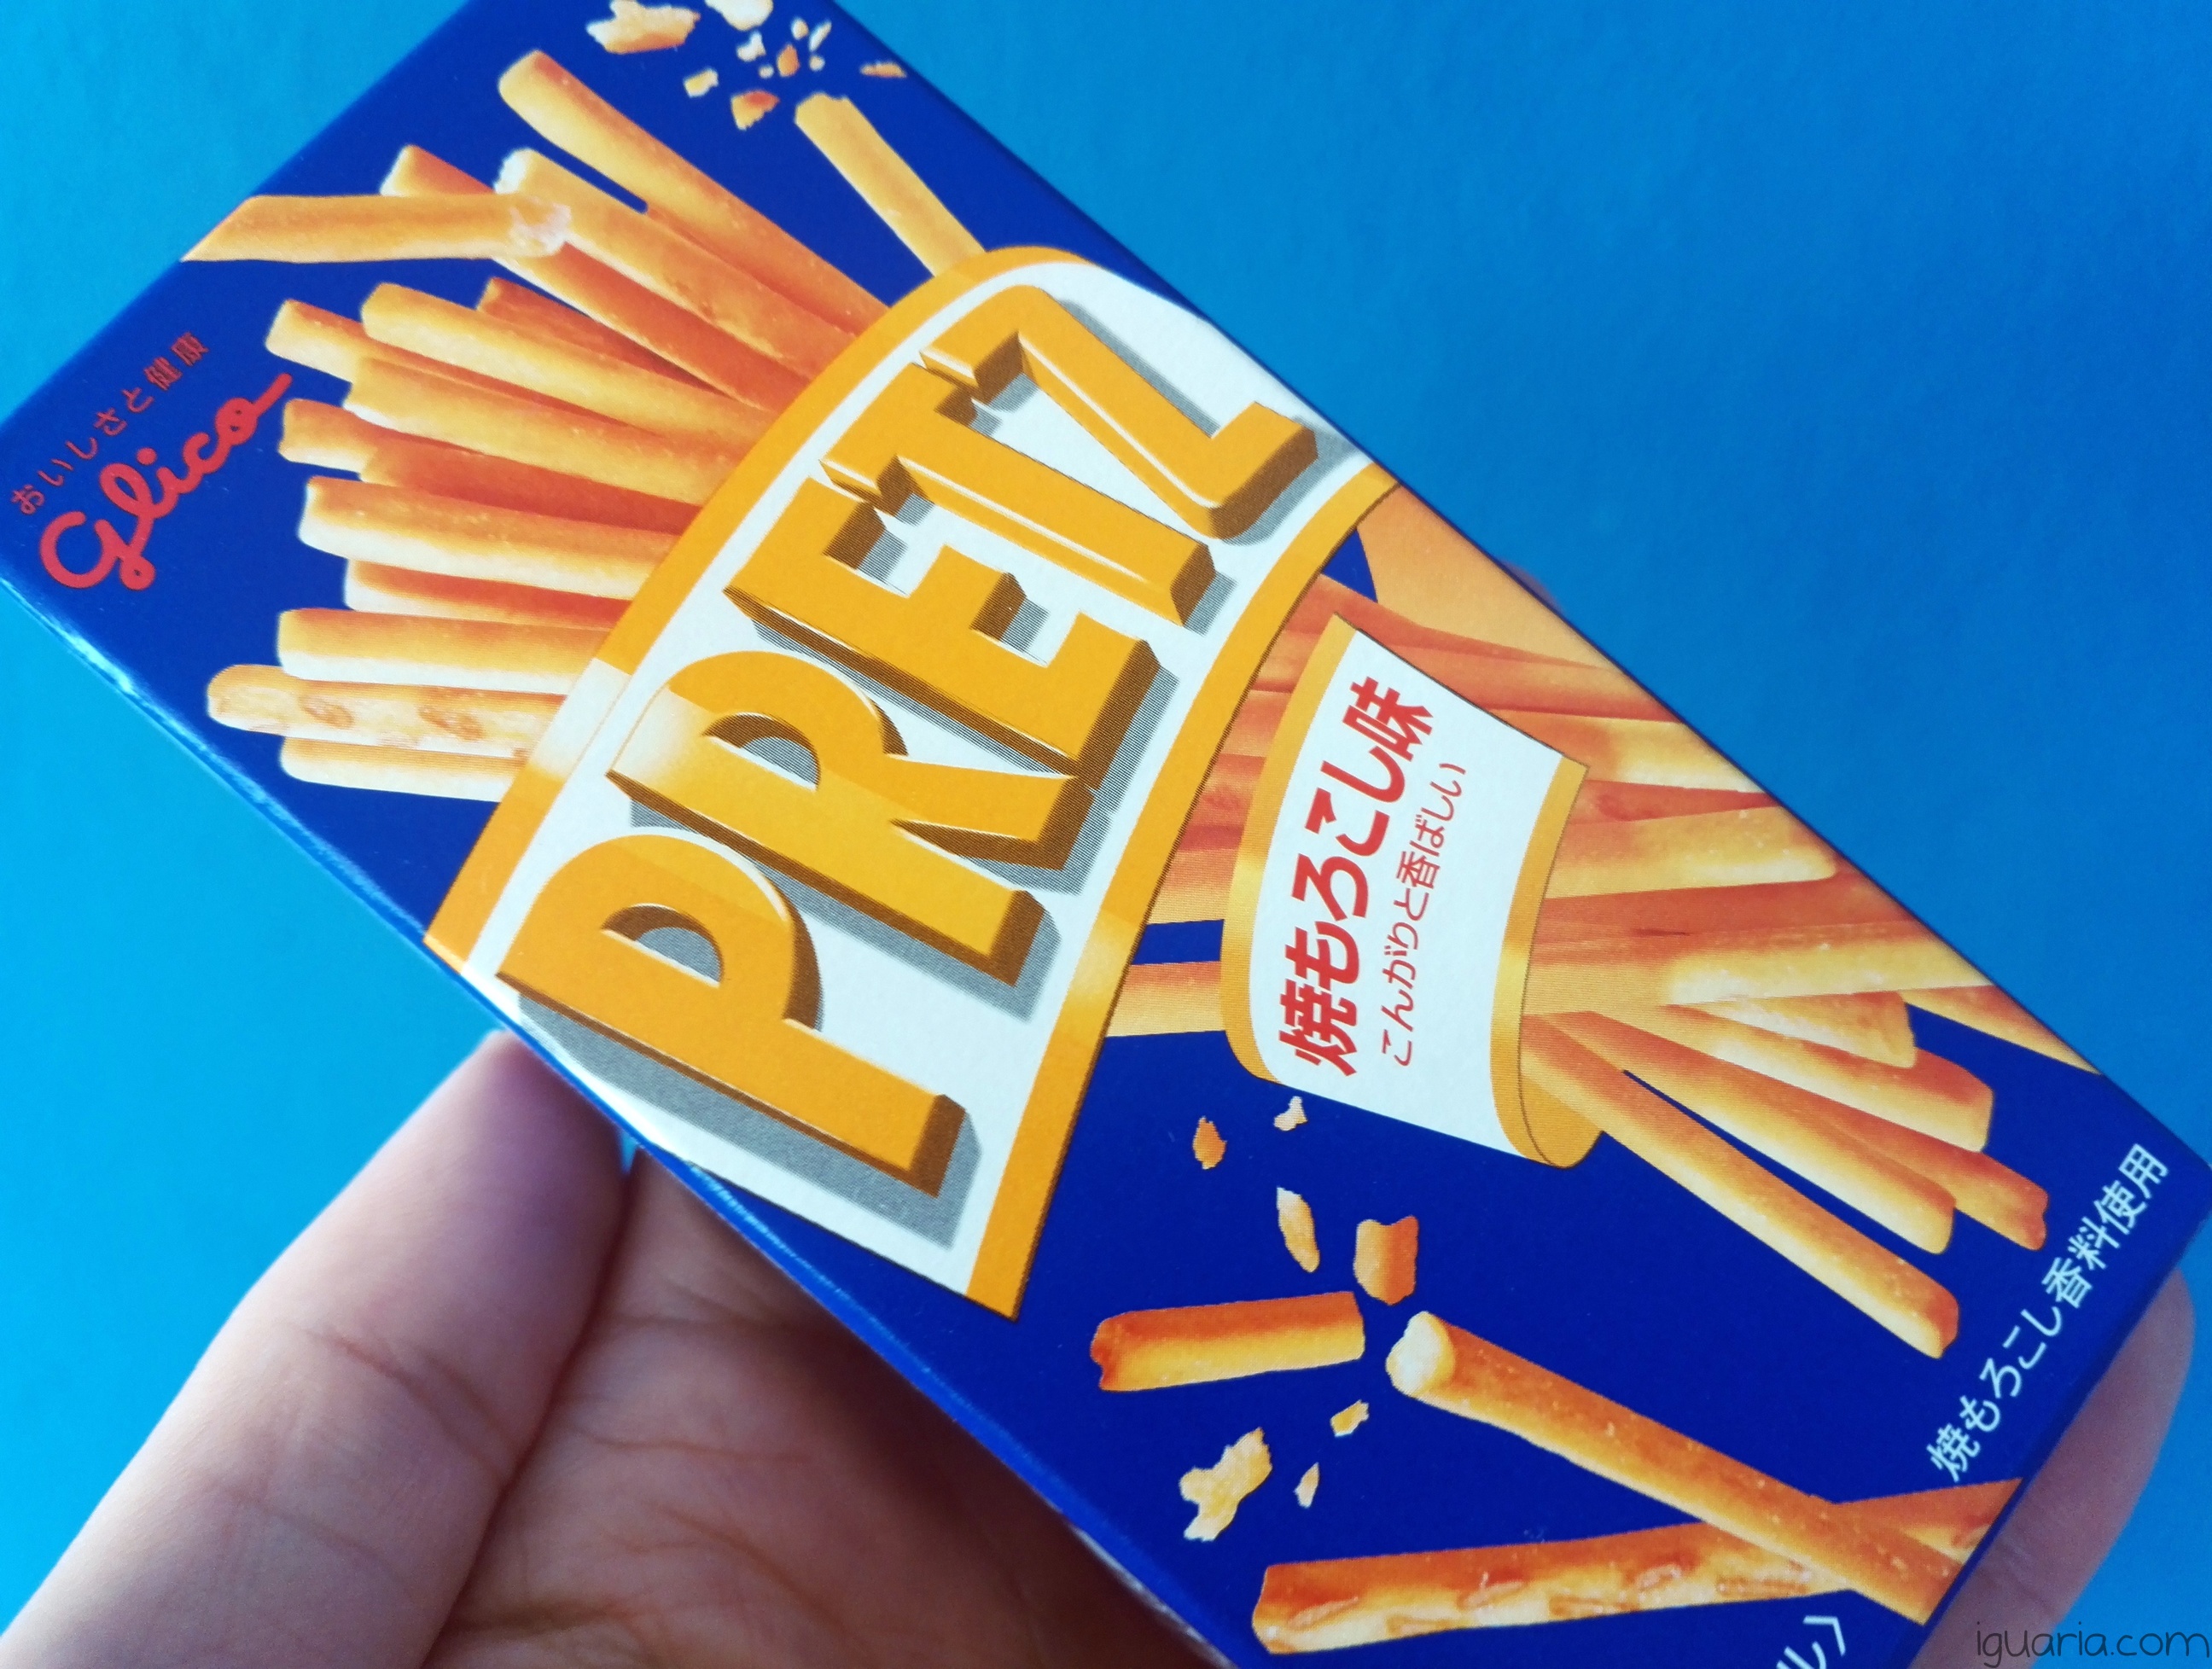 おいしさと健康
Glico
PRETZ
焼もろこし味
こんがりと香ばしい
焼もろこし香料使用
ル〉
iguaria.com